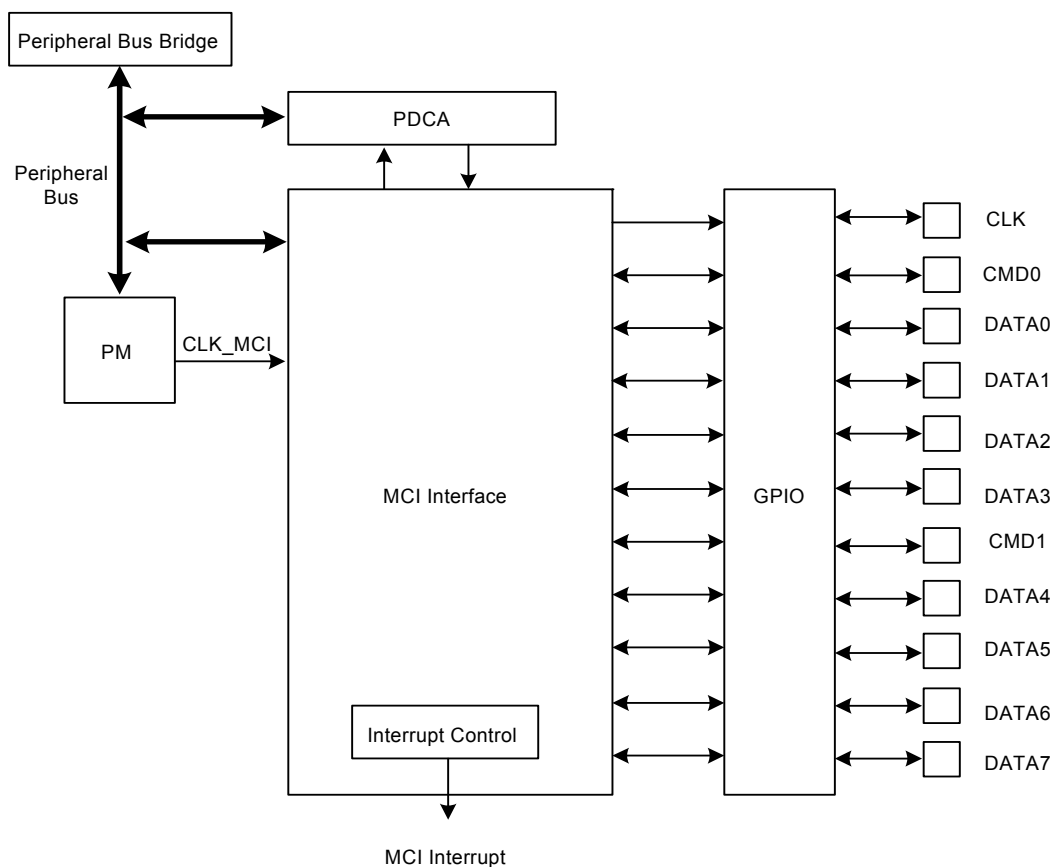 Peripheral Bus Bridge
PDCA
Peripheral
Bus
CLK
CMD0
DATA0
PM
CLK_MCI
DATA1
DATA2
MCI Interface
GPIO
DATA3
CMD1
DATA4
DATA5
DATA6
Interrupt Control
DATA7
MCI Interrupt